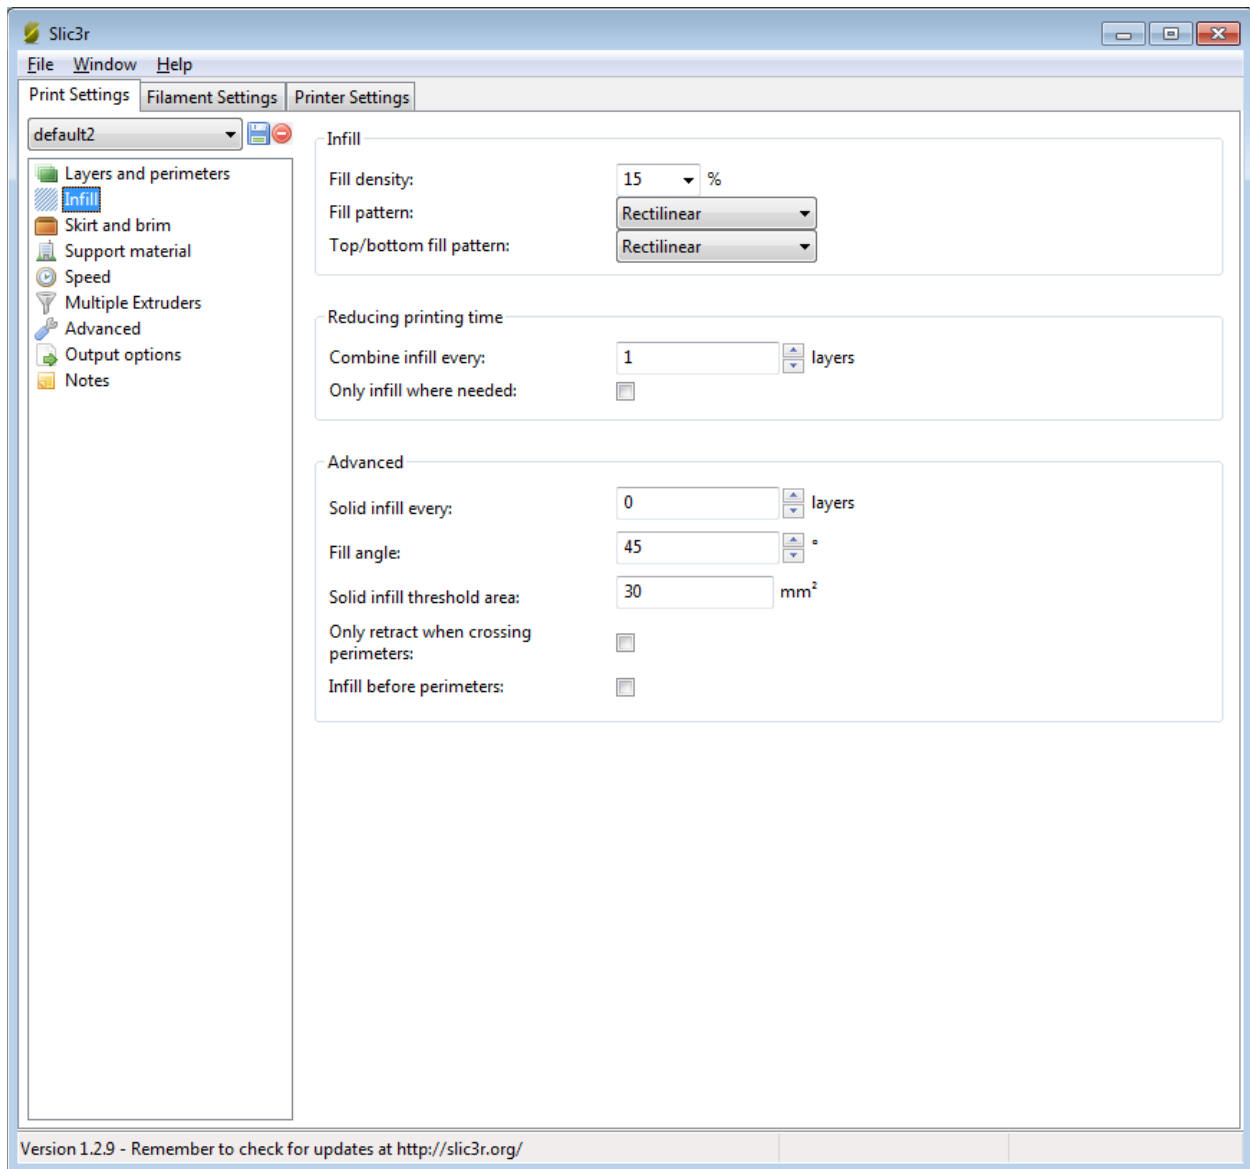 Slic3r
File Window Help
Print Settings Filament Settings Printer Settings
default2
Layers and perimeters
Infill
Skirt and brim
Support material
Speed
Multiple Extruders
Advanced
Output options
Notes
Infill
Fill density: 15 %
Fill pattern: Rectilinear
Top/bottom fill pattern: Rectilinear
Reducing printing time
Combine infill every: 1 layers
Only infill where needed:
Advanced
Solid infill every: 0 layers
Fill angle: 45 °
Solid infill threshold area: 30 mm²
Only retract when crossing
perimeters:
Infill before perimeters:
Version 1.2.9 - Remember to check for updates at http://slic3r.org/